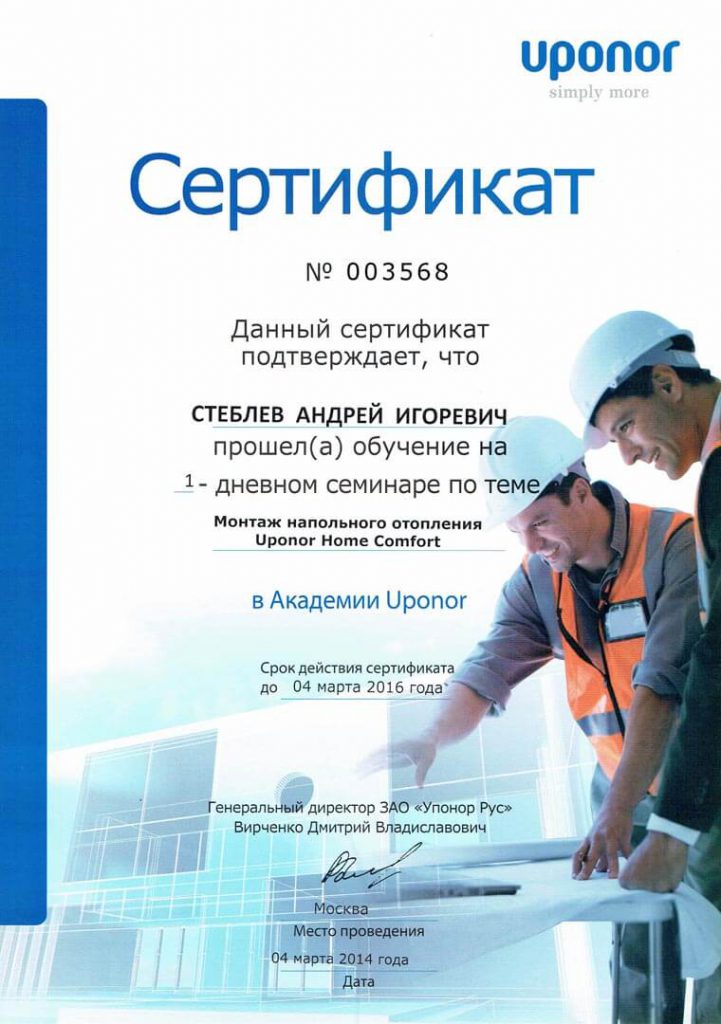 uponor
simply more
Сертификат
№ 003568
Данный сертификат
подтверждает, что
СТЕБЛЕВ АНДРЕЙ ИГОРЕВИЧ
прошел(а) обучение на
1 - дневном семинаре по теме
Монтаж напольного отопления
Uponor Home Comfort
в Академии Uponor
Срок действия сертификата
до 04 марта 2016 года
Генеральный директор ЗАО «Упонор Рус»
Вирченко Дмитрий Владиславович
Москва
Место проведения
04 марта 2014 года
Дата